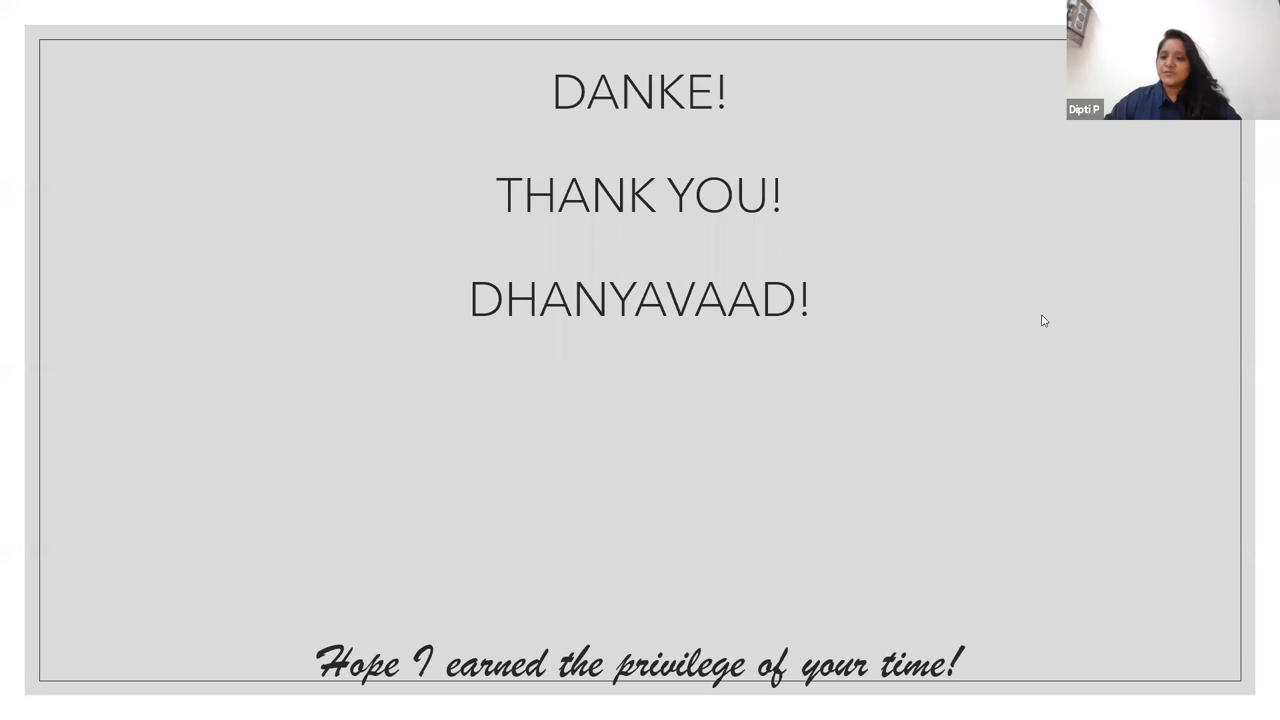 DANKE!
Dipti P
THANK YOU!
DHANYAVAAD!
Hope I earned the privilege of your time!